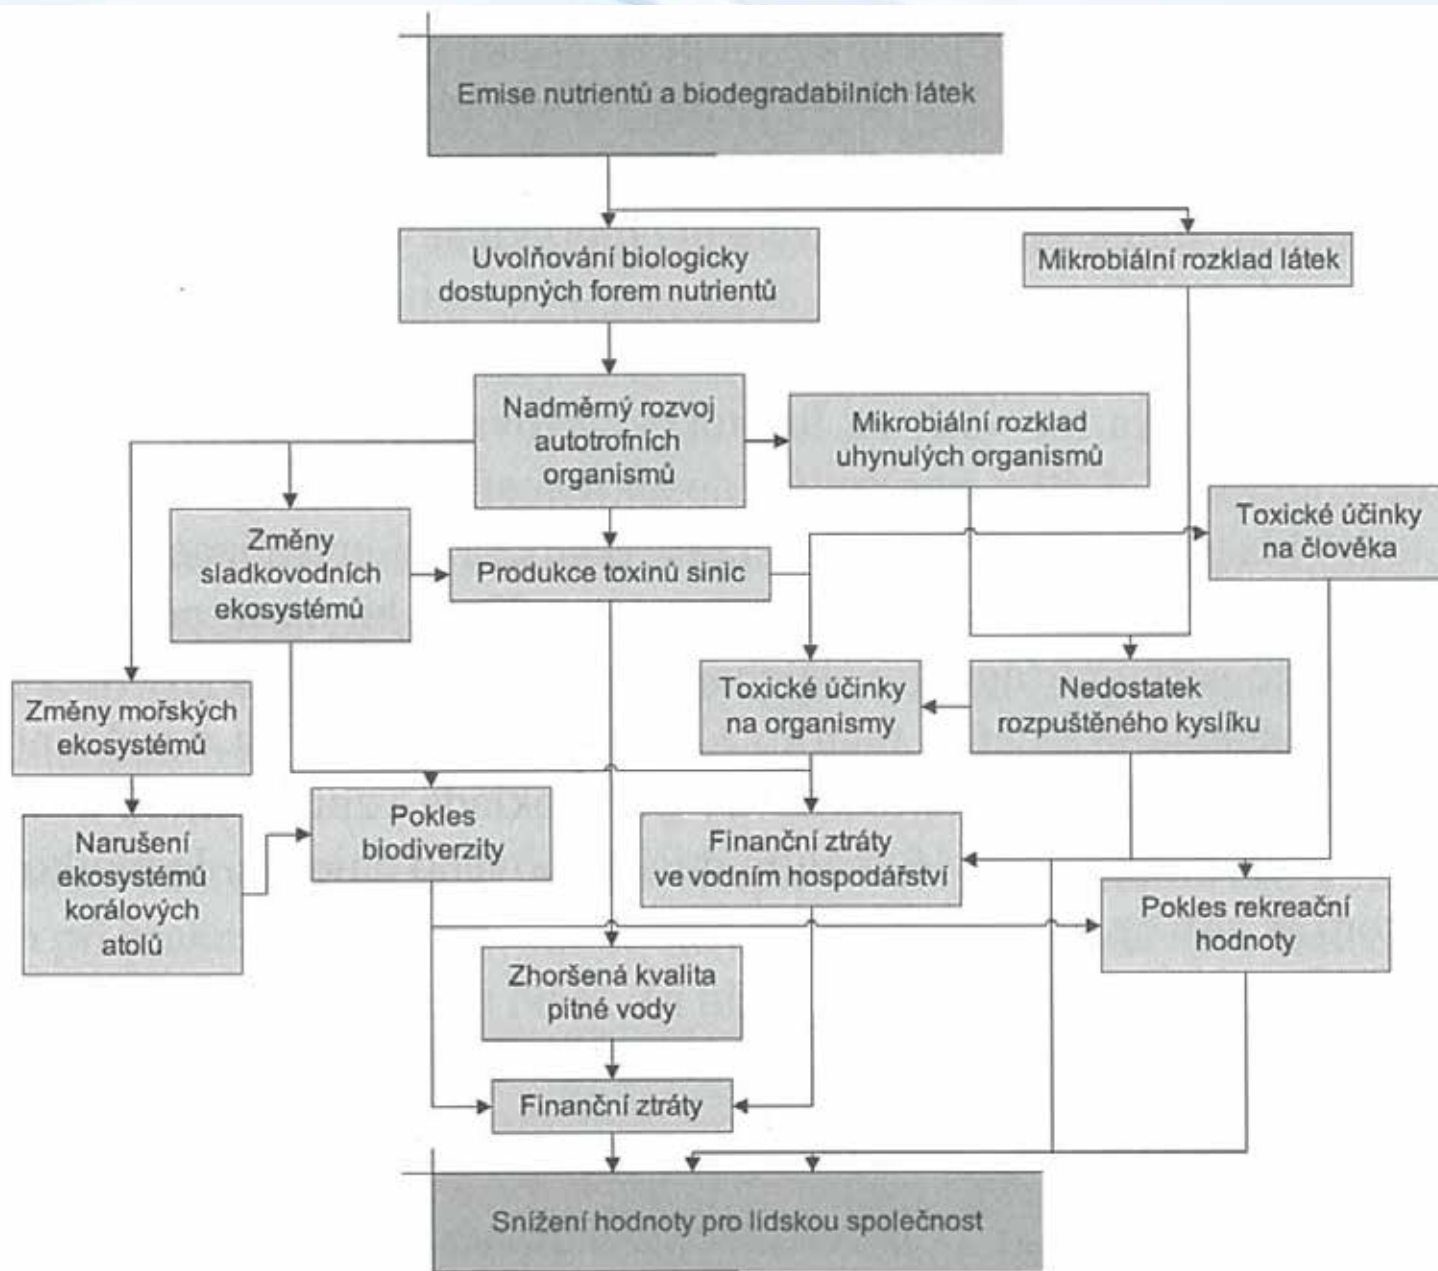 Emise nutrientů a biodegradabilních látek
Uvolňování biologicky
dostupných forem nutrientů
Mikrobiální rozklad látek
Nadměrný rozvoj
autotrofních
organismů
Mikrobiální rozklad
uhynulých organismů
Toxické účinky
na člověka
Změny
sladkovodních
ekosystémů
Produkce toxinů sinic
Změny mořských
ekosystémů
Toxické účinky
na organismy
Nedostatek
rozpuštěného kyslíku
Narušení
ekosystémů
korálových
atolů
Pokles
biodiverzity
Finanční ztráty
ve vodním hospodářství
Pokles rekreační
hodnoty
Zhoršená kvalita
pitné vody
Finanční ztráty
Snížení hodnoty pro lidskou společnost